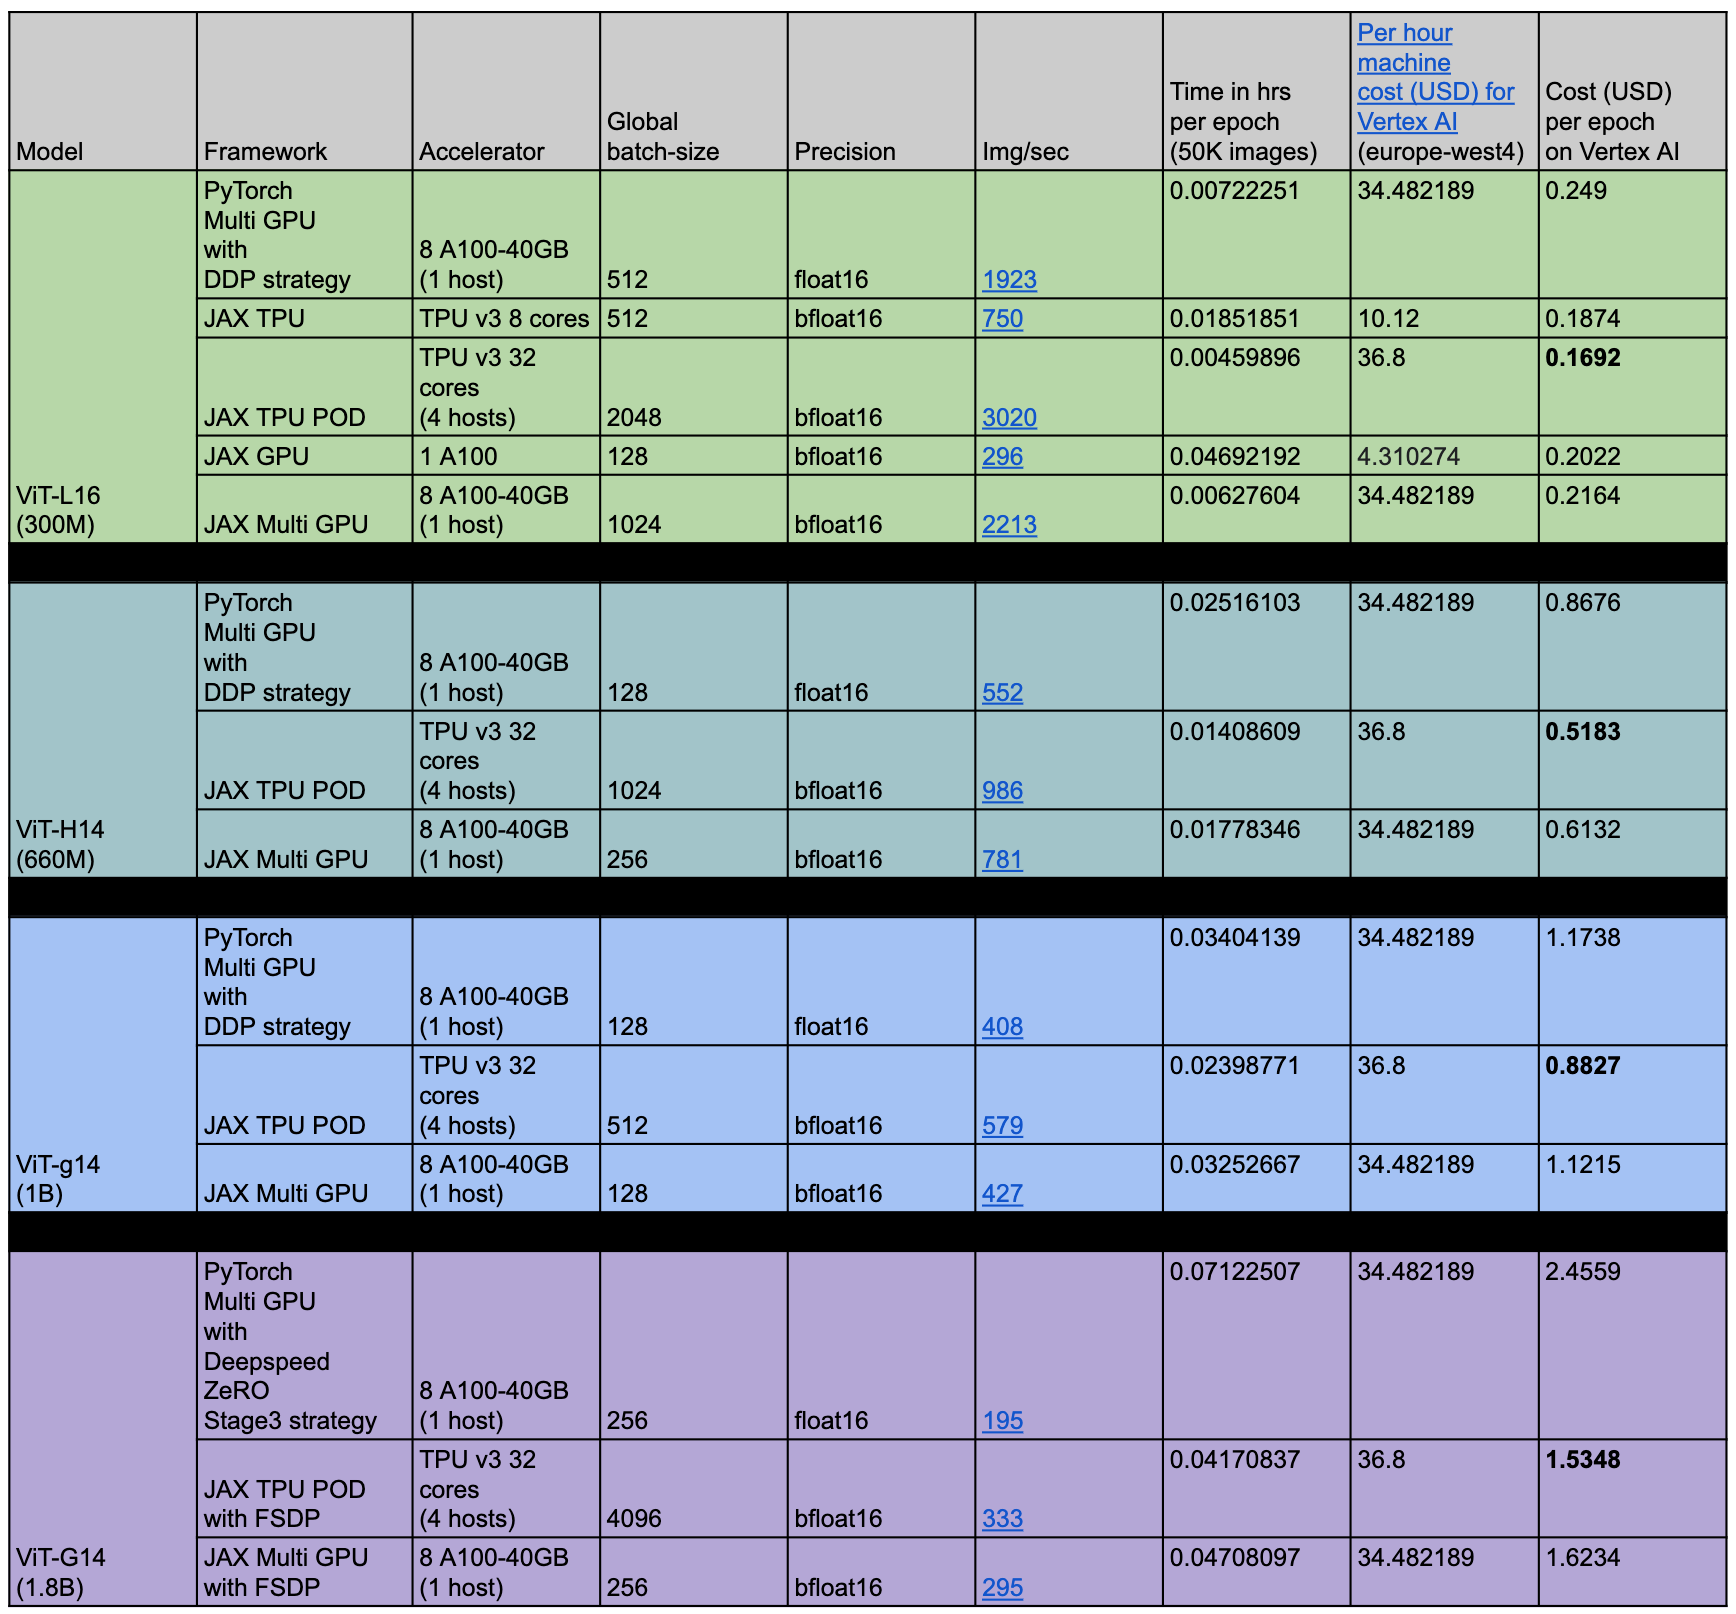 Model
Framework
Accelerator
Global
batch-size
Precision
Img/sec
Time in hrs
per epoch
(50K images)
Per hour
machine
cost (USD) for
Vertex AI
(europe-west4)
Cost (USD)
per epoch
on Vertex AI
ViT-L16
(300M)
PyTorch
Multi GPU
with
DDP strategy
8 A100-40GB
(1 host)
512
float16
1923
0.00722251
34.482189
0.249
JAX TPU
TPU v3 8 cores
512
bfloat16
750
0.01851851
10.12
0.1874
JAX TPU POD
TPU v3 32
cores
(4 hosts)
2048
bfloat16
3020
0.00459896
36.8
0.1692
JAX GPU
1 A100
128
bfloat16
296
0.04692192
4.310274
0.2022
JAX Multi GPU
8 A100-40GB
(1 host)
1024
bfloat16
2213
0.00627604
34.482189
0.2164
ViT-H14
(660M)
PyTorch
Multi GPU
with
DDP strategy
8 A100-40GB
(1 host)
128
float16
552
0.02516103
34.482189
0.8676
JAX TPU POD
TPU v3 32
cores
(4 hosts)
1024
bfloat16
986
0.01408609
36.8
0.5183
JAX Multi GPU
8 A100-40GB
(1 host)
256
bfloat16
781
0.01778346
34.482189
0.6132
ViT-g14
(1B)
PyTorch
Multi GPU
with
DDP strategy
8 A100-40GB
(1 host)
128
float16
408
0.03404139
34.482189
1.1738
JAX TPU POD
TPU v3 32
cores
(4 hosts)
512
bfloat16
579
0.02398771
36.8
0.8827
JAX Multi GPU
8 A100-40GB
(1 host)
128
bfloat16
427
0.03252667
34.482189
1.1215
ViT-G14
(1.8B)
PyTorch
Multi GPU
with
Deepspeed
ZeRO
Stage3 strategy
8 A100-40GB
(1 host)
256
float16
195
0.07122507
34.482189
2.4559
JAX TPU POD
with FSDP
TPU v3 32
cores
(4 hosts)
4096
bfloat16
333
0.04170837
36.8
1.5348
JAX Multi GPU
with FSDP
8 A100-40GB
(1 host)
256
bfloat16
295
0.04708097
34.482189
1.6234